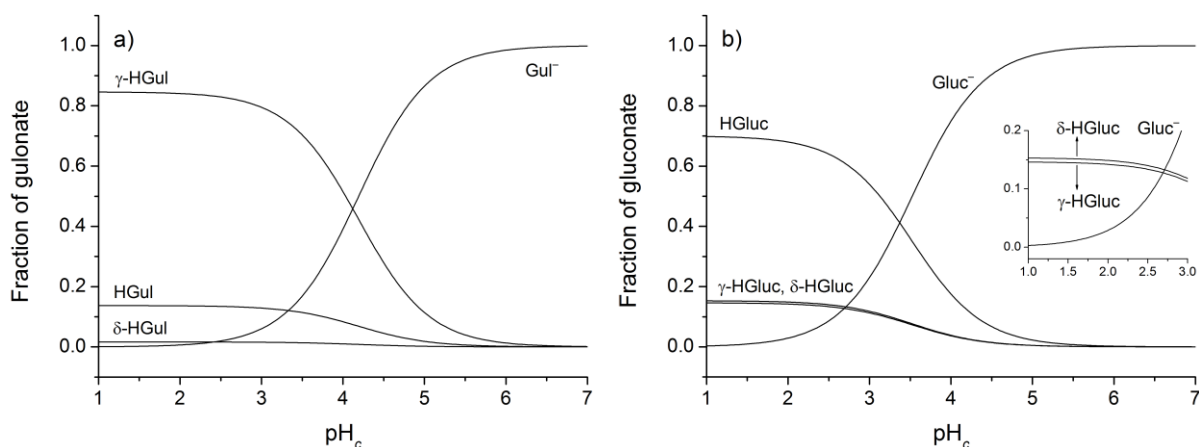 a)
Fraction of gulonate
1.0
0.8
0.6
0.4
0.2
0.0
γ-HGul
Gul⁻
HGul
δ-HGul
1 2 3 4 5 6 7
pHc
b)
Fraction of gluconate
1.0
0.8
0.6
0.4
0.2
0.0
HGluc
Gluc⁻
γ-HGluc, δ-HGluc
0.2
0.1
0.0
δ-HGluc
Gluc⁻
γ-HGluc
1.0 1.5 2.0 2.5 3.0
1 2 3 4 5 6 7
pHc